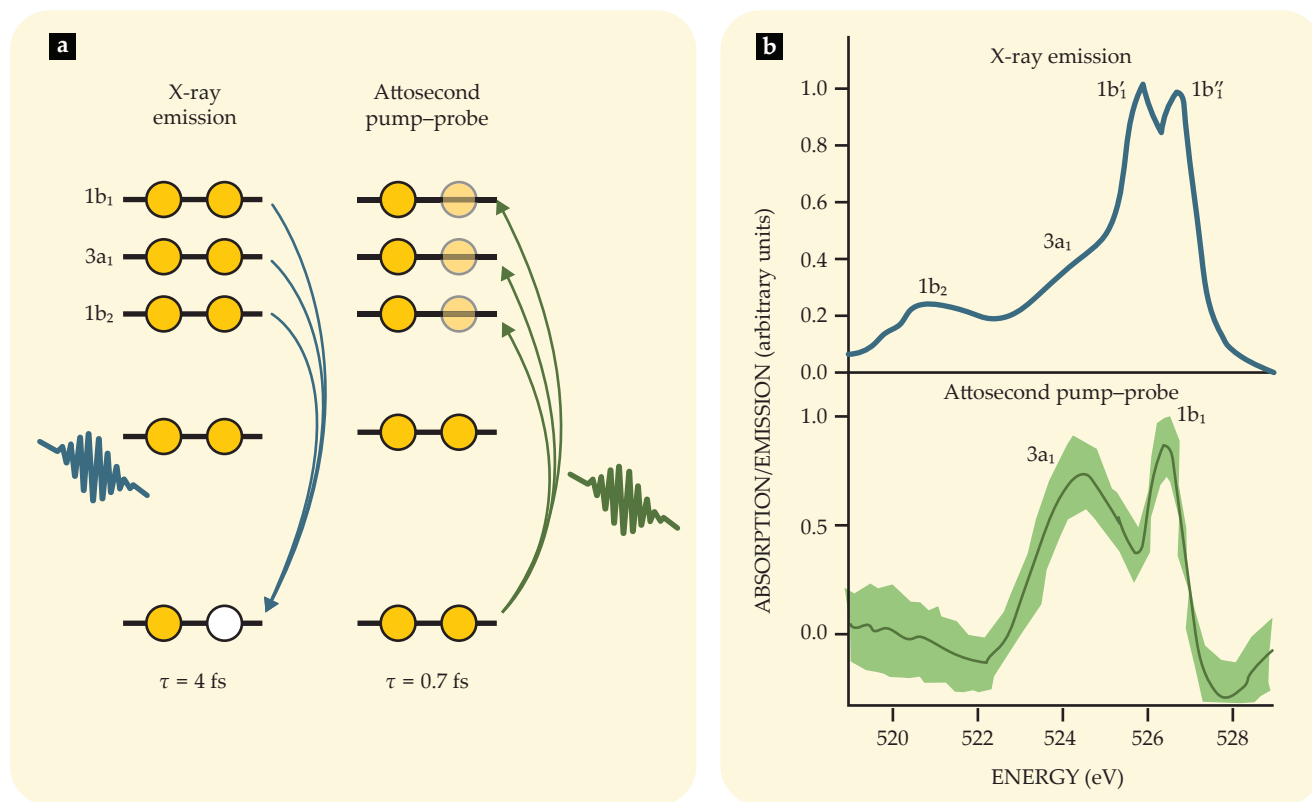 a
X-ray
emission
Attosecond
pump–probe
1b₁
3a₁
1b₂
τ = 4 fs
τ = 0.7 fs
b
X-ray emission
1b₁′
1b₁″
3a₁
1b₂
1.0
0.8
0.6
0.4
0.2
0.0
ABSORPTION/EMISSION (arbitrary units)
Attosecond pump–probe
1b₁
3a₁
1.0
0.5
0.0
520
522
524
526
528
ENERGY (eV)